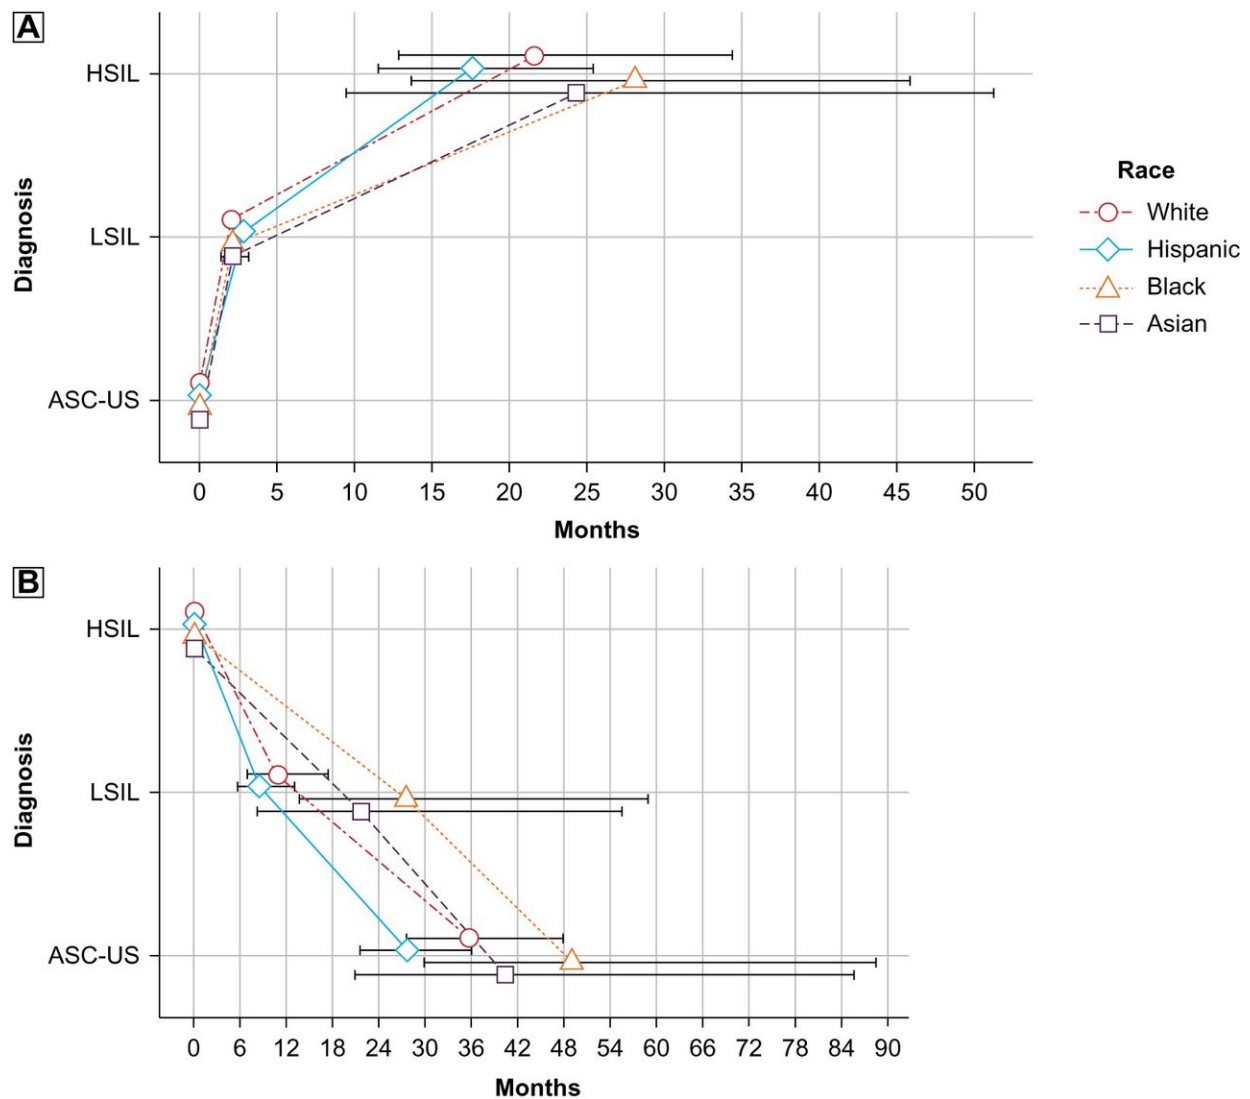 A
HSIL
LSIL
ASC-US
Diagnosis
0 5 10 15 20 25 30 35 40 45 50
Months
Race
White
Hispanic
Black
Asian
B
HSIL
LSIL
ASC-US
Diagnosis
0 6 12 18 24 30 36 42 48 54 60 66 72 78 84 90
Months